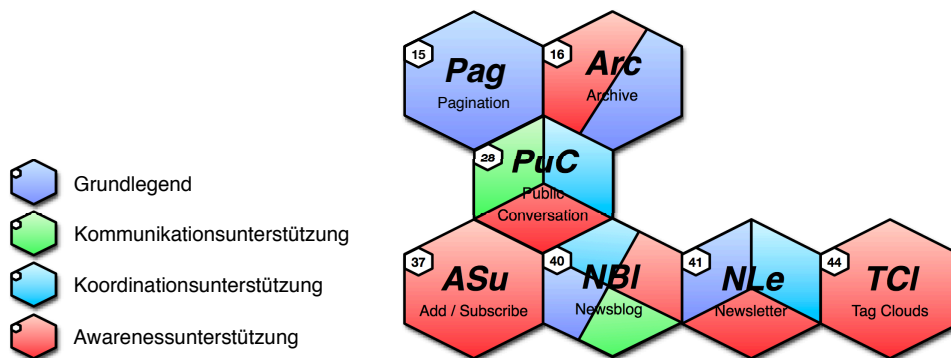 15
Pag
Pagination
16
Arc
Archive
28
PuC
Public
Conversation
Grundlegend
Kommunikationsunterstützung
Koordinationsunterstützung
Awarenessunterstützung
37
ASu
Add / Subscribe
40
NBl
Newsblog
41
NLe
Newsletter
44
TCl
Tag Clouds